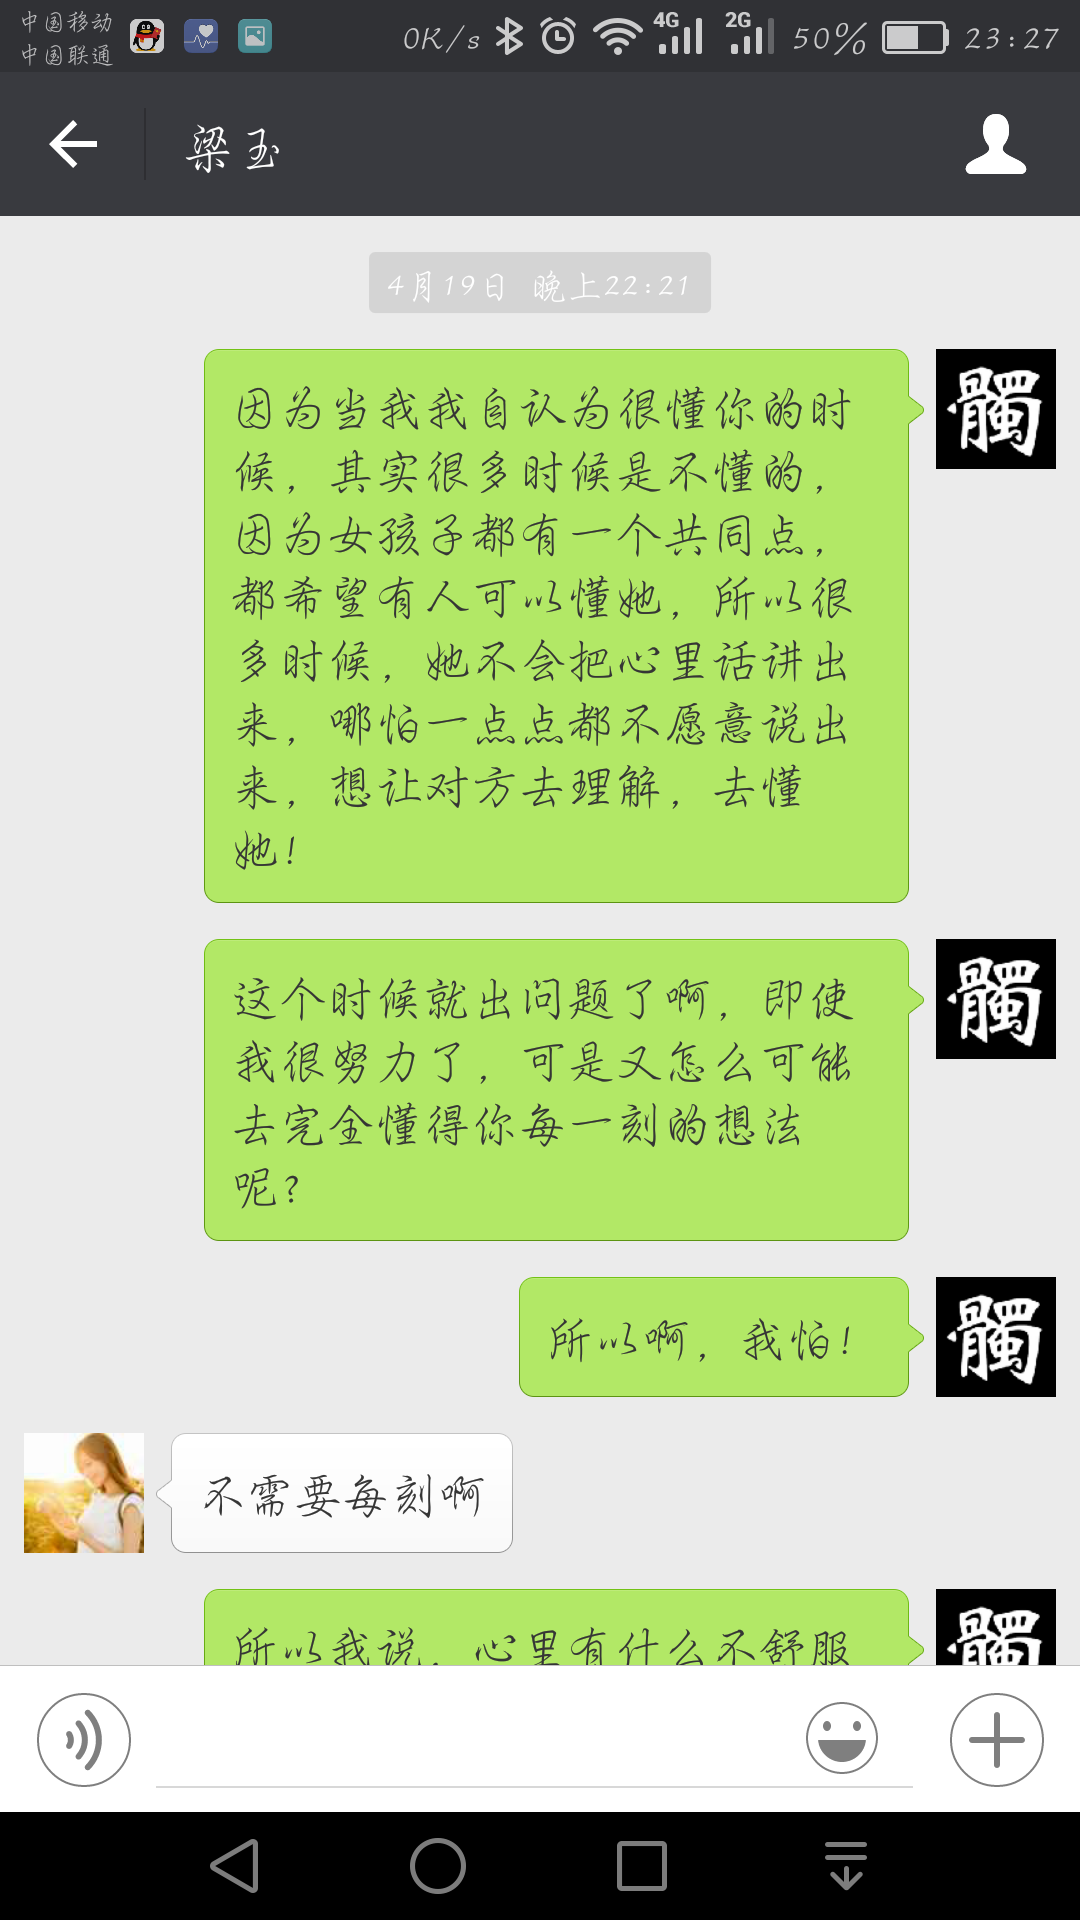 中国移动
中国联通
0K/s 4G 2G 50% 23:27
梁玉
4月19日 晚上22:21
因为当我我自认为很懂你的时
候，其实很多时候是不懂的，
因为女孩子都有一个共同点，
都希望有人可以懂她，所以很
多时候，她不会把心里话讲出
来，哪怕一点点都不愿意说出
来，想让对方去理解，去懂
她！
髑
这个时候就出问题了啊，即使
我很努力了，可是又怎么可能
去完全懂得你每一刻的想法
呢？
髑
所以啊，我怕！
髑
不需要每刻啊
所以我说，心里有什么不舒服
髑